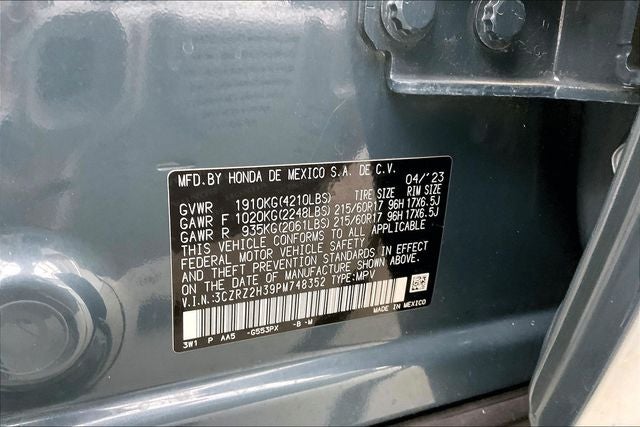 MFD.BY HONDA DE MEXICO S.A. DE C.V. 04/'23
GVWR 1910KG(4210LBS) TIRE SIZE RIM SIZE
GAWR F 1020KG(2248LBS) 215/60R17 96H 17X6.5J
GAWR R 935KG(2061LBS) 215/60R17 96H 17X6.5J
THIS VEHICLE CONFORMS TO ALL APPLICABLE
FEDERAL MOTOR VEHICLE SAFETY
AND THEFT PREVENTION STANDARDS IN EFFECT
ON THE DATE OF MANUFACTURE SHOWN ABOVE.
V.I.N.:3CZRZ2H39PM748352 TYPE:MPV
MADE IN MEXICO
3W1 P AA5 -G553PX -B -M